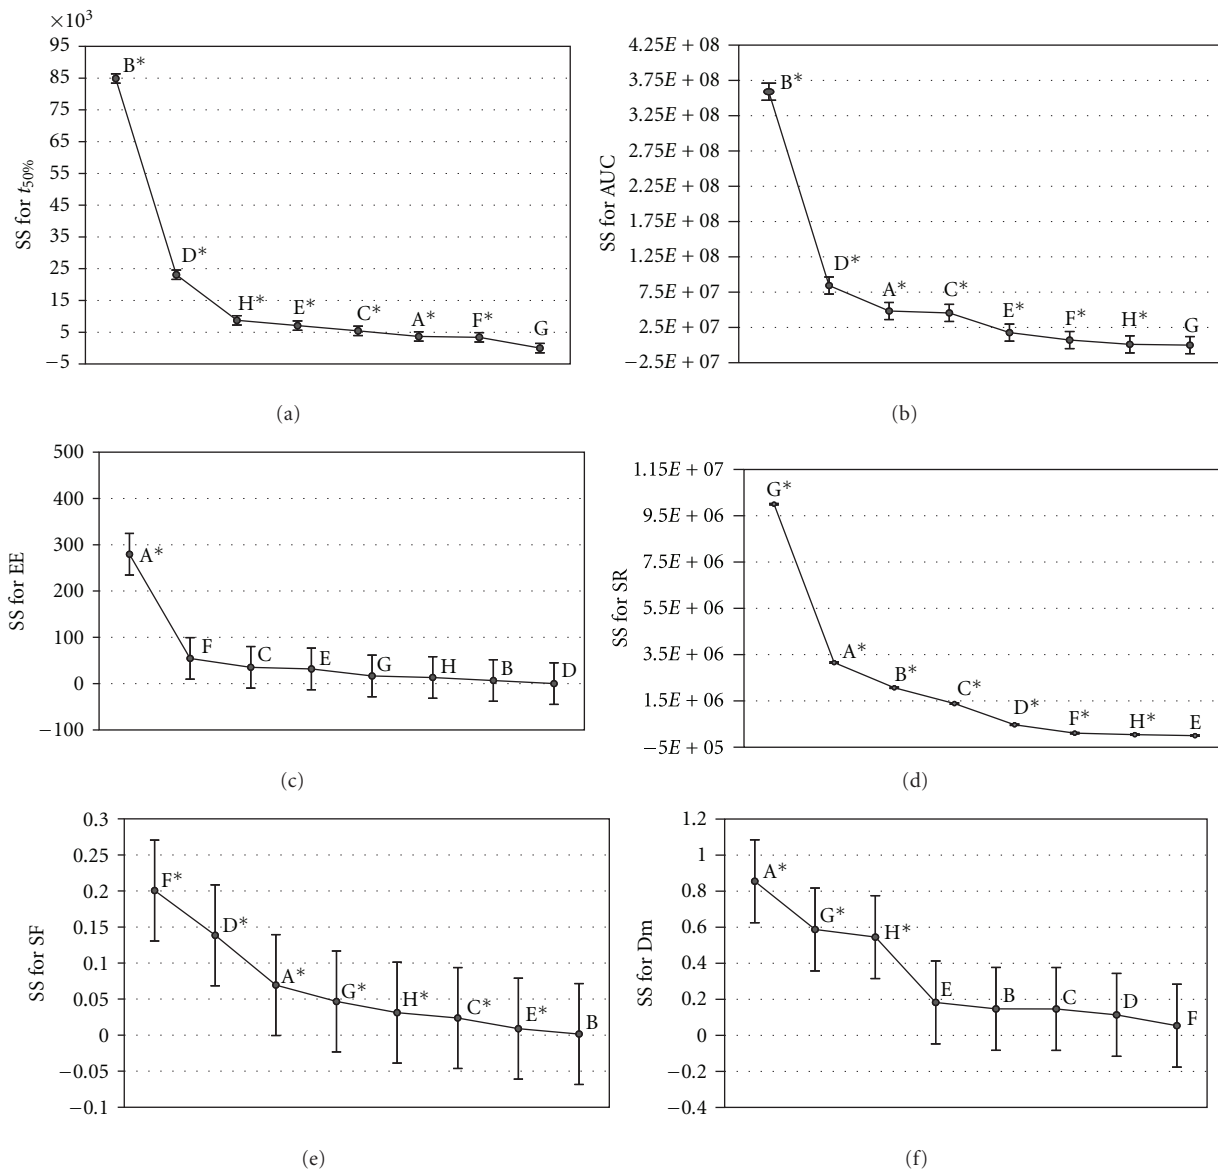 ×10³
95
85
75
65
55
45
35
25
15
5
−5
SS for t50%
B*
D*
H*
E*
C*
A*
F*
G
(a)
4.25E + 08
3.75E + 08
3.25E + 08
2.75E + 08
2.25E + 08
1.75E + 08
1.25E + 08
7.5E + 07
2.5E + 07
−2.5E + 07
SS for AUC
B*
D*
A*
C*
E*
F*
H*
G
(b)
500
400
300
200
100
0
−100
SS for EE
A*
F
C
E
G
H
B
D
(c)
1.15E + 07
9.5E + 06
7.5E + 06
5.5E + 06
3.5E + 06
1.5E + 06
−5E + 05
SS for SR
G*
A*
B*
C*
D*
F*
H*
E
(d)
0.3
0.25
0.2
0.15
0.1
0.05
0
−0.05
−0.1
SS for SF
F*
D*
A*
G*
H*
C*
E*
B
(e)
1.2
1
0.8
0.6
0.4
0.2
0
−0.2
−0.4
SS for Dm
A*
G*
H*
E
B
C
D
F
(f)